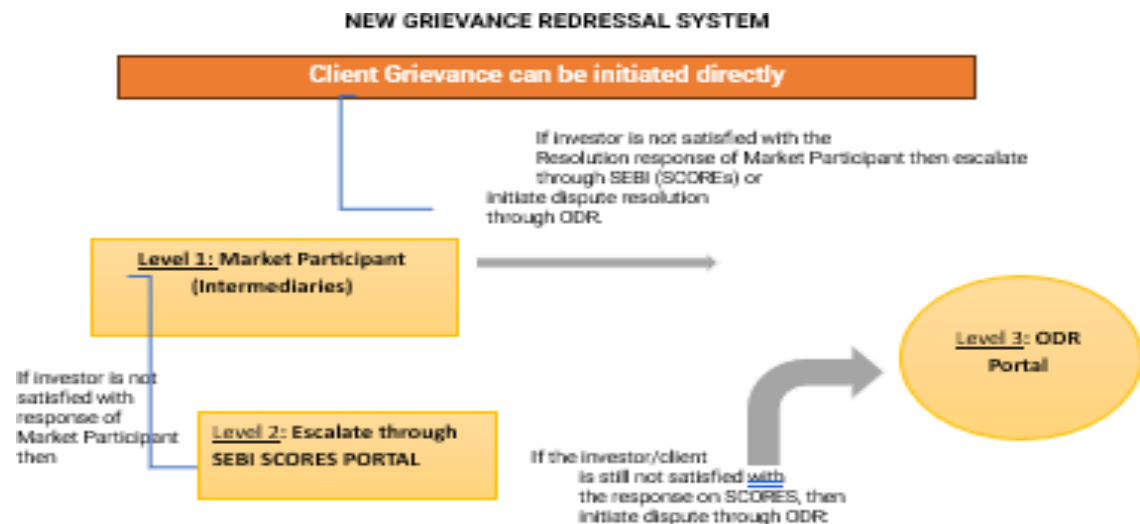 NEW GRIEVANCE REDRESSAL SYSTEM
Client Grievance can be initiated directly
If investor is not satisfied with the
Resolution response of Market Participant then escalate
through SEBI (SCOREs) or
initiate dispute resolution
through ODR.
Level 1: Market Participant
(Intermediaries)
Level 3: ODR
Portal
If investor is not
satisfied with
response of
Market Participant
then
Level 2: Escalate through
SEBI SCORES PORTAL
If the investor/client
is still not satisfied with
the response on SCORES, then
initiate dispute through ODR: